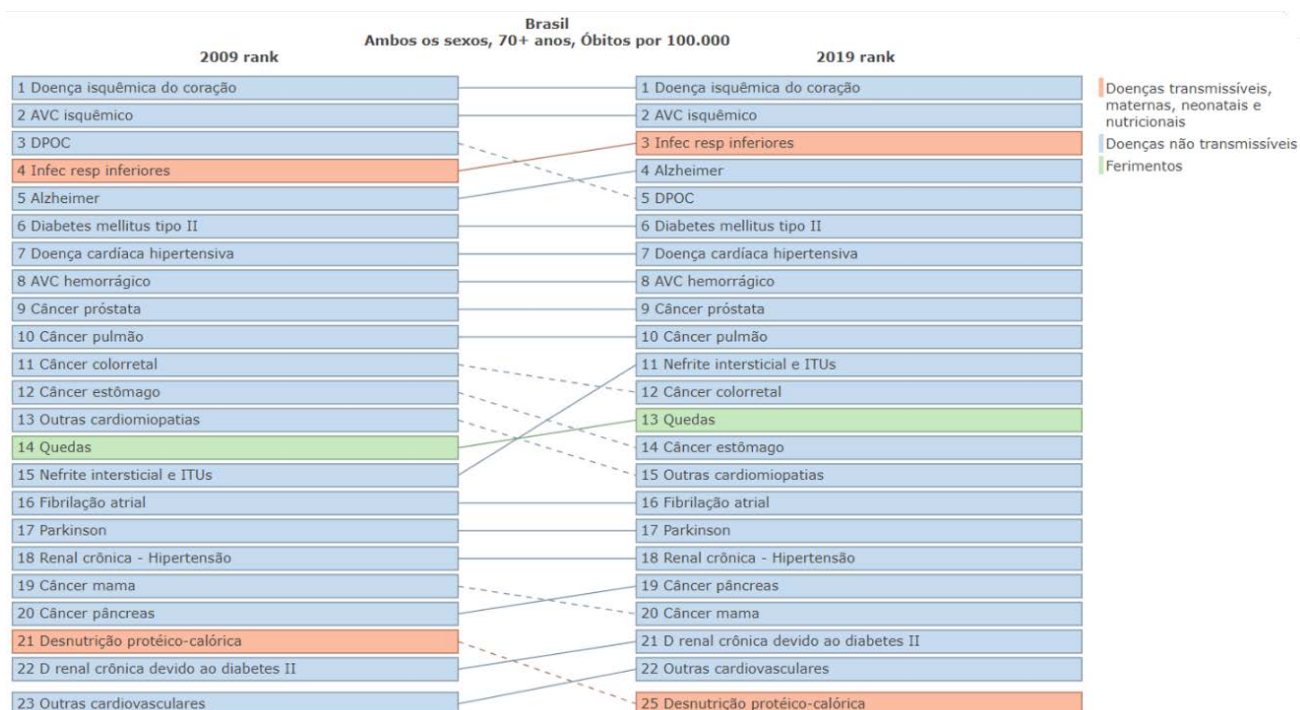 Brasil
Ambos os sexos, 70+ anos, Óbitos por 100.000
2009 rank
2019 rank
1 Doença isquêmica do coração
2 AVC isquêmico
3 DPOC
4 Infec resp inferiores
5 Alzheimer
6 Diabetes mellitus tipo II
7 Doença cardíaca hipertensiva
8 AVC hemorrágico
9 Câncer próstata
10 Câncer pulmão
11 Câncer colorretal
12 Câncer estômago
13 Outras cardiomiopatias
14 Quedas
15 Nefrite intersticial e ITUs
16 Fibrilação atrial
17 Parkinson
18 Renal crônica - Hipertensão
19 Câncer mama
20 Câncer pâncreas
21 Desnutrição protéico-calórica
22 D renal crônica devido ao diabetes II
23 Outras cardiovasculares
1 Doença isquêmica do coração
2 AVC isquêmico
3 Infec resp inferiores
4 Alzheimer
5 DPOC
6 Diabetes mellitus tipo II
7 Doença cardíaca hipertensiva
8 AVC hemorrágico
9 Câncer próstata
10 Câncer pulmão
11 Nefrite intersticial e ITUs
12 Câncer colorretal
13 Quedas
14 Câncer estômago
15 Outras cardiomiopatias
16 Fibrilação atrial
17 Parkinson
18 Renal crônica - Hipertensão
19 Câncer pâncreas
20 Câncer mama
21 D renal crônica devido ao diabetes II
22 Outras cardiovasculares
25 Desnutrição protéico-calórica
Doenças transmissíveis,
maternas, neonatais e
nutricionais
Doenças não transmissíveis
Ferimentos